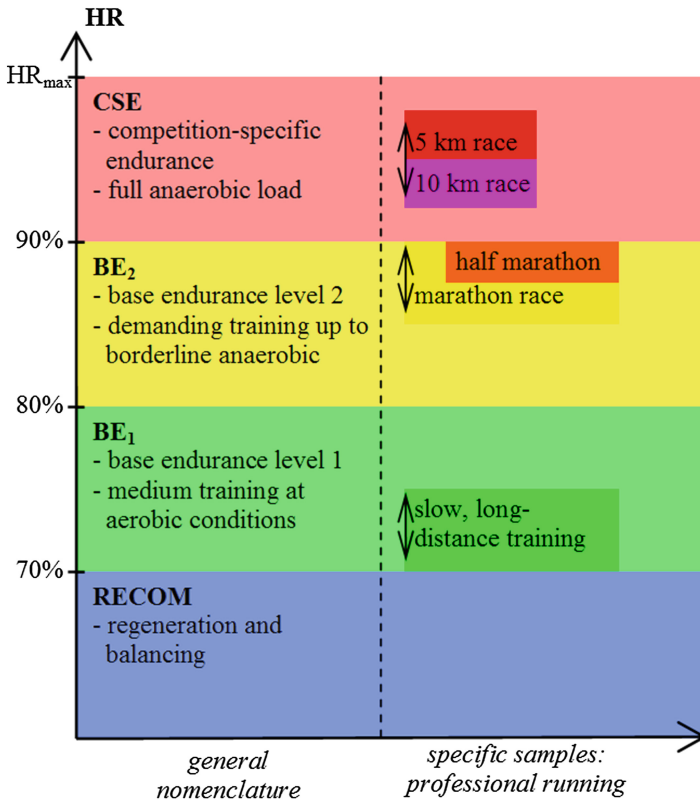 HR
HRmax
CSE
- competition-specific
endurance
- full anaerobic load
5 km race
10 km race
90%
BE2
- base endurance level 2
- demanding training up to
borderline anaerobic
half marathon
marathon race
80%
BE1
- base endurance level 1
- medium training at
aerobic conditions
slow, long-
distance training
70%
RECOM
- regeneration and
balancing
general
nomenclature
specific samples:
professional running